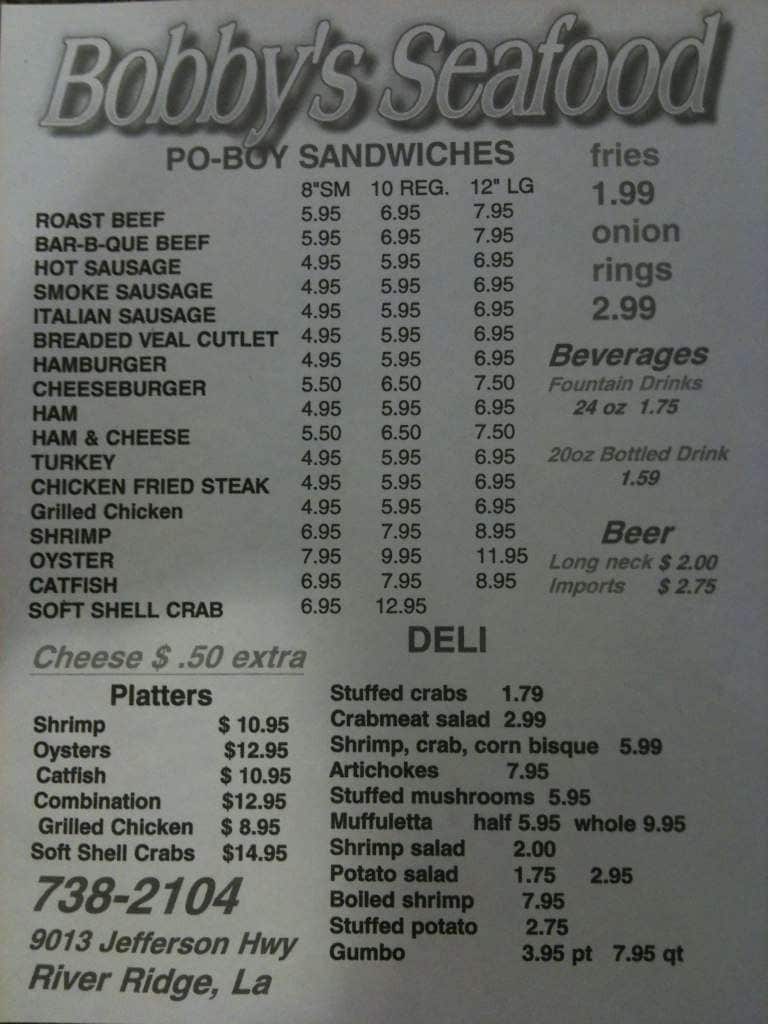 Bobby's Seafood
PO-BOY SANDWICHES
8"SM 10 REG. 12" LG
ROAST BEEF 5.95 6.95 7.95
BAR-B-QUE BEEF 5.95 6.95 7.95
HOT SAUSAGE 4.95 5.95 6.95
SMOKE SAUSAGE 4.95 5.95 6.95
ITALIAN SAUSAGE 4.95 5.95 6.95
BREADED VEAL CUTLET 4.95 5.95 6.95
HAMBURGER 4.95 5.95 6.95
CHEESEBURGER 5.50 6.50 7.50
HAM 4.95 5.95 6.95
HAM & CHEESE 5.50 6.50 7.50
TURKEY 4.95 5.95 6.95
CHICKEN FRIED STEAK 4.95 5.95 6.95
Grilled Chicken 4.95 5.95 6.95
SHRIMP 6.95 7.95 8.95
OYSTER 7.95 9.95 11.95
CATFISH 6.95 7.95 8.95
SOFT SHELL CRAB 6.95 12.95
fries
1.99
onion
rings
2.99
Beverages
Fountain Drinks
24 oz 1.75
20oz Bottled Drink
1.59
Beer
Long neck $ 2.00
Imports $ 2.75
Cheese $ .50 extra
Platters
Shrimp $ 10.95
Oysters $12.95
Catfish $ 10.95
Combination $12.95
Grilled Chicken $ 8.95
Soft Shell Crabs $14.95
738-2104
9013 Jefferson Hwy
River Ridge, La
DELI
Stuffed crabs 1.79
Crabmeat salad 2.99
Shrimp, crab, corn bisque 5.99
Artichokes 7.95
Stuffed mushrooms 5.95
Muffuletta half 5.95 whole 9.95
Shrimp salad 2.00
Potato salad 1.75 2.95
Boiled shrimp 7.95
Stuffed potato 2.75
Gumbo 3.95 pt 7.95 qt